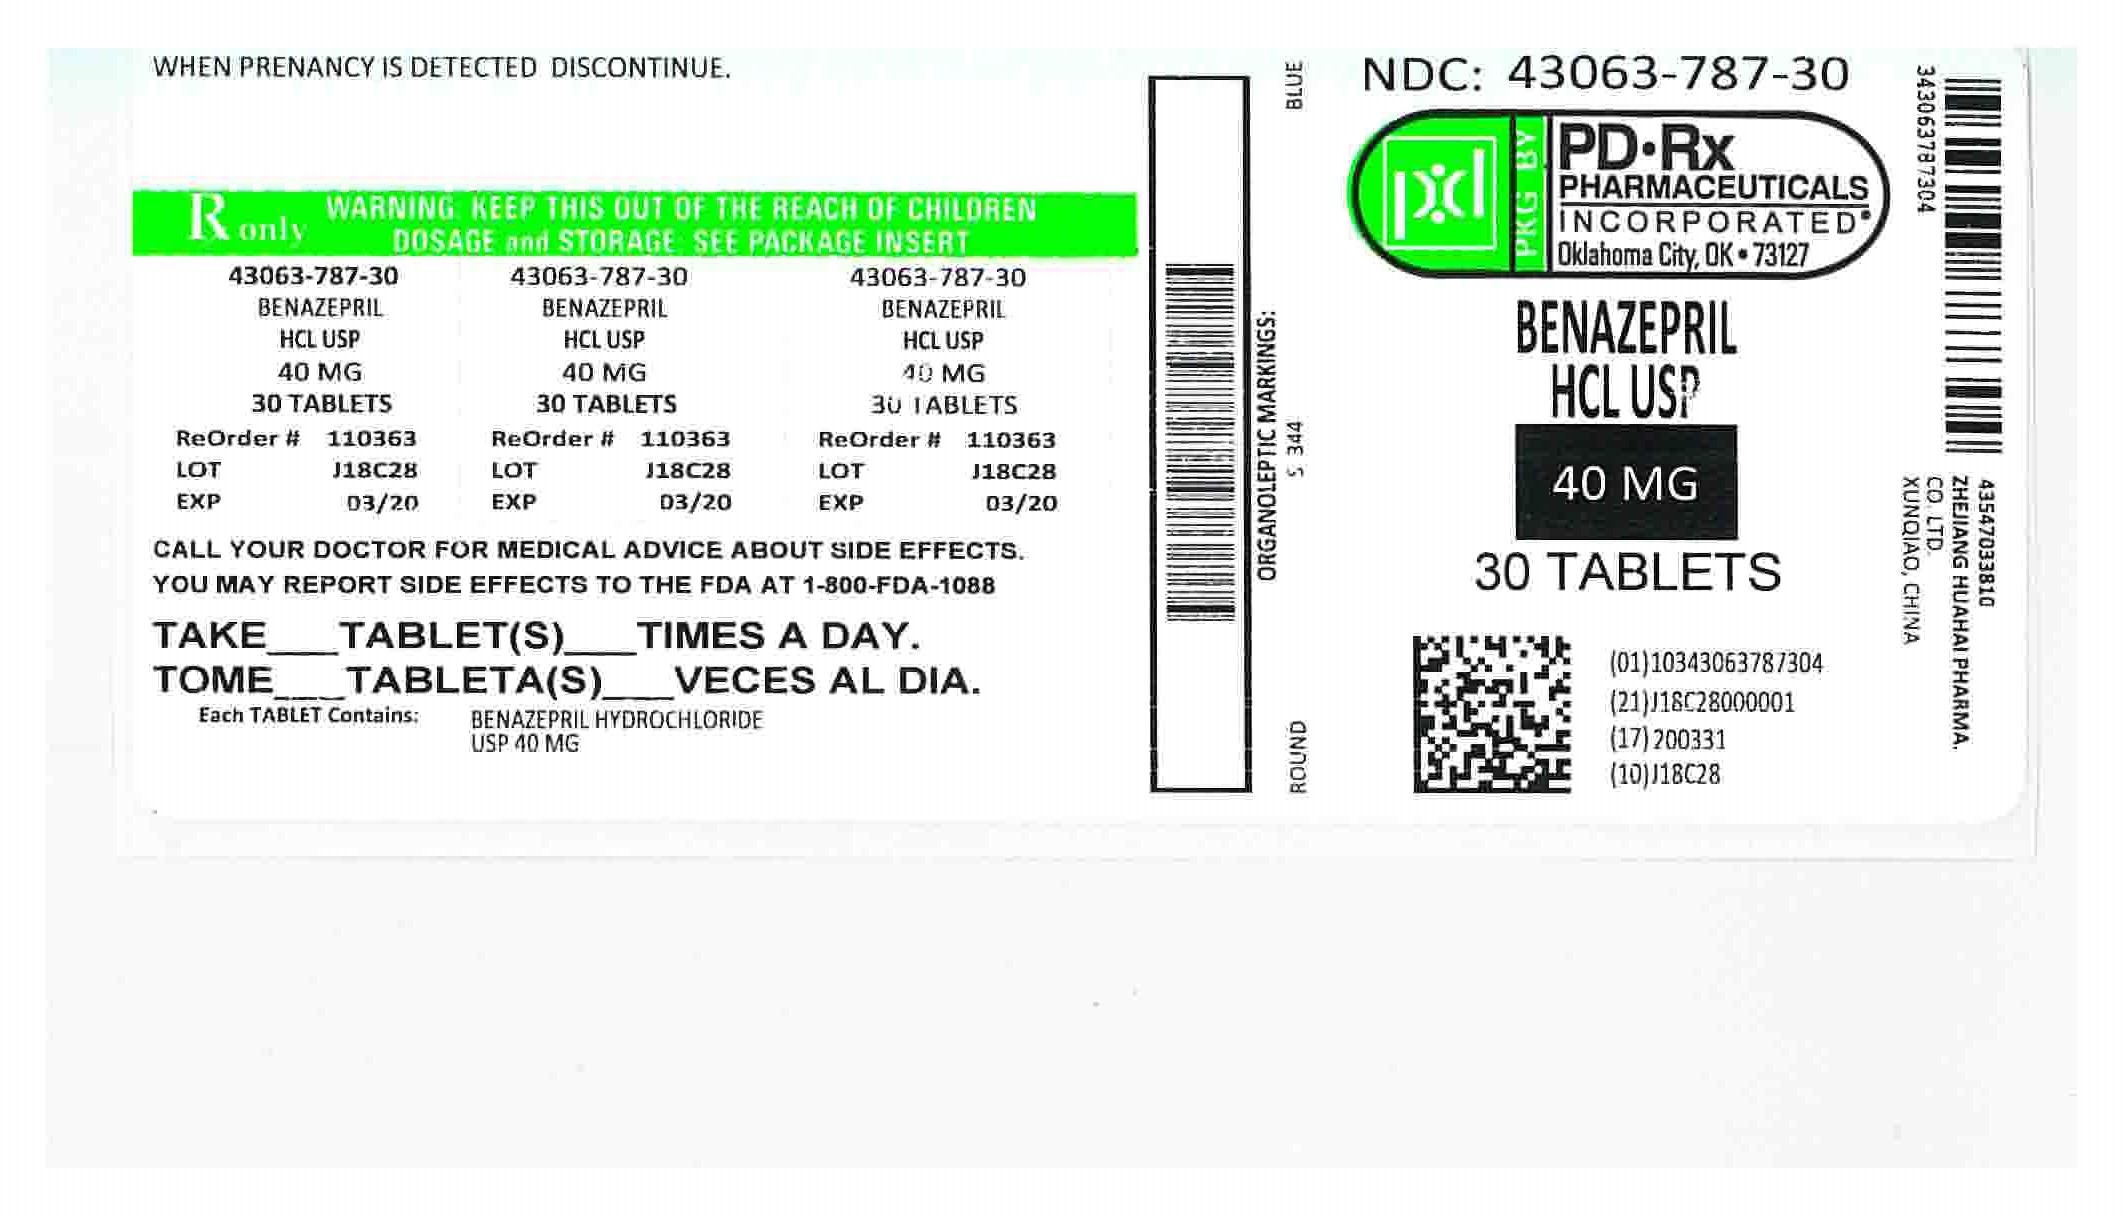 WHEN PRENANCY IS DETECTED DISCONTINUE.
Rx only
WARNING: KEEP THIS OUT OF THE REACH OF CHILDREN
DOSAGE and STORAGE: SEE PACKAGE INSERT
43063-787-30 43063-787-30 43063-787-30
BENAZEPRIL BENAZEPRIL BENAZEPRIL
HCL USP HCL USP HCL USP
40 MG 40 MG 40 MG
30 TABLETS 30 TABLETS 30 TABLETS
ReOrder # 110363 ReOrder # 110363 ReOrder # 110363
LOT J18C28 LOT J18C28 LOT J18C28
EXP 03/20 EXP 03/20 EXP 03/20
CALL YOUR DOCTOR FOR MEDICAL ADVICE ABOUT SIDE EFFECTS.
YOU MAY REPORT SIDE EFFECTS TO THE FDA AT 1-800-FDA-1088
TAKE___TABLET(S)___TIMES A DAY.
TOME___TABLETA(S)___VECES AL DIA.
Each TABLET Contains: BENAZEPRIL HYDROCHLORIDE
USP 40 MG
ORGANOLEPTIC MARKINGS:
ROUND S 344 BLUE
NDC: 43063-787-30
pd
PKG BY
PD•Rx
PHARMACEUTICALS
INCORPORATED®
Oklahoma City, OK • 73127
BENAZEPRIL
HCL USP
40 MG
30 TABLETS
(01)10343063787304
(21)J18C28000001
(17)200331
(10)J18C28
343063787304
43547033810
ZHEJIANG HUAHAI PHARMA.
CO. LTD.
XUNQIAO, CHINA